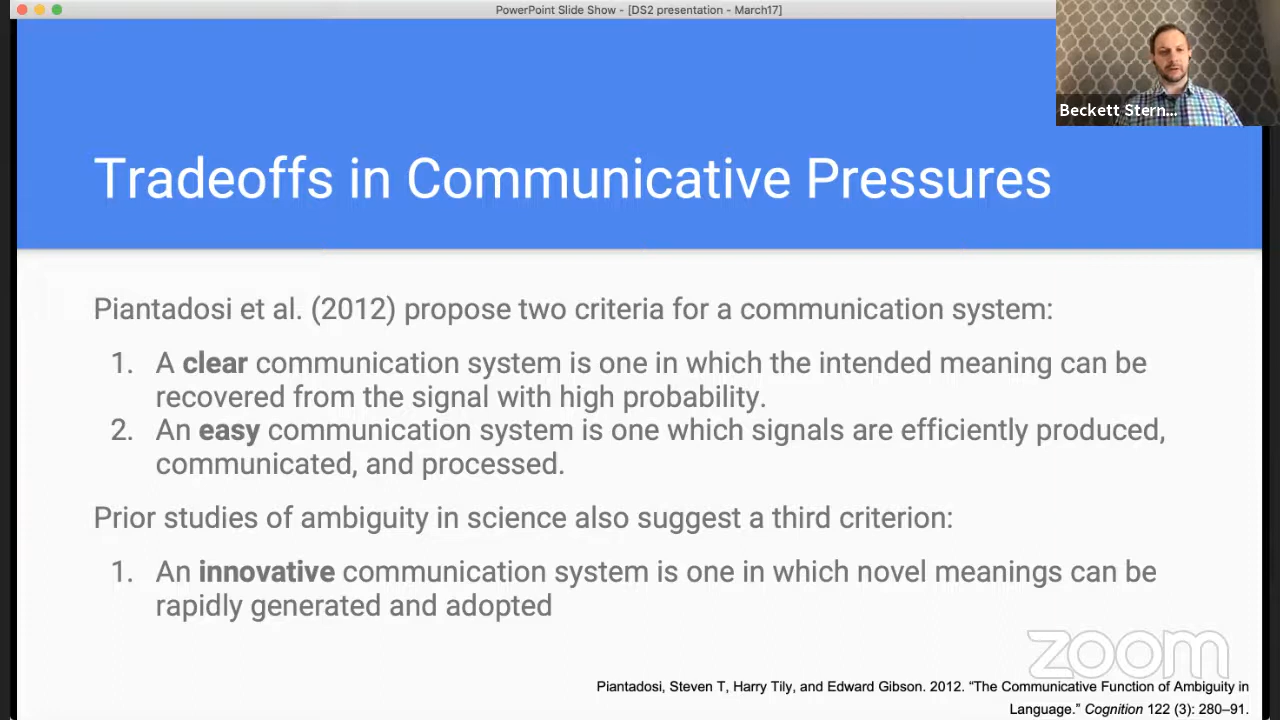 PowerPoint Slide Show - [DS2 presentation - March17]
Beckett Stern...
Tradeoffs in Communicative Pressures
Piantadosi et al. (2012) propose two criteria for a communication system:
1. A clear communication system is one in which the intended meaning can be
recovered from the signal with high probability.
2. An easy communication system is one which signals are efficiently produced,
communicated, and processed.
Prior studies of ambiguity in science also suggest a third criterion:
1. An innovative communication system is one in which novel meanings can be
rapidly generated and adopted
zoom
Piantadosi, Steven T, Harry Tily, and Edward Gibson. 2012. “The Communicative Function of Ambiguity in
Language.” Cognition 122 (3): 280–91.